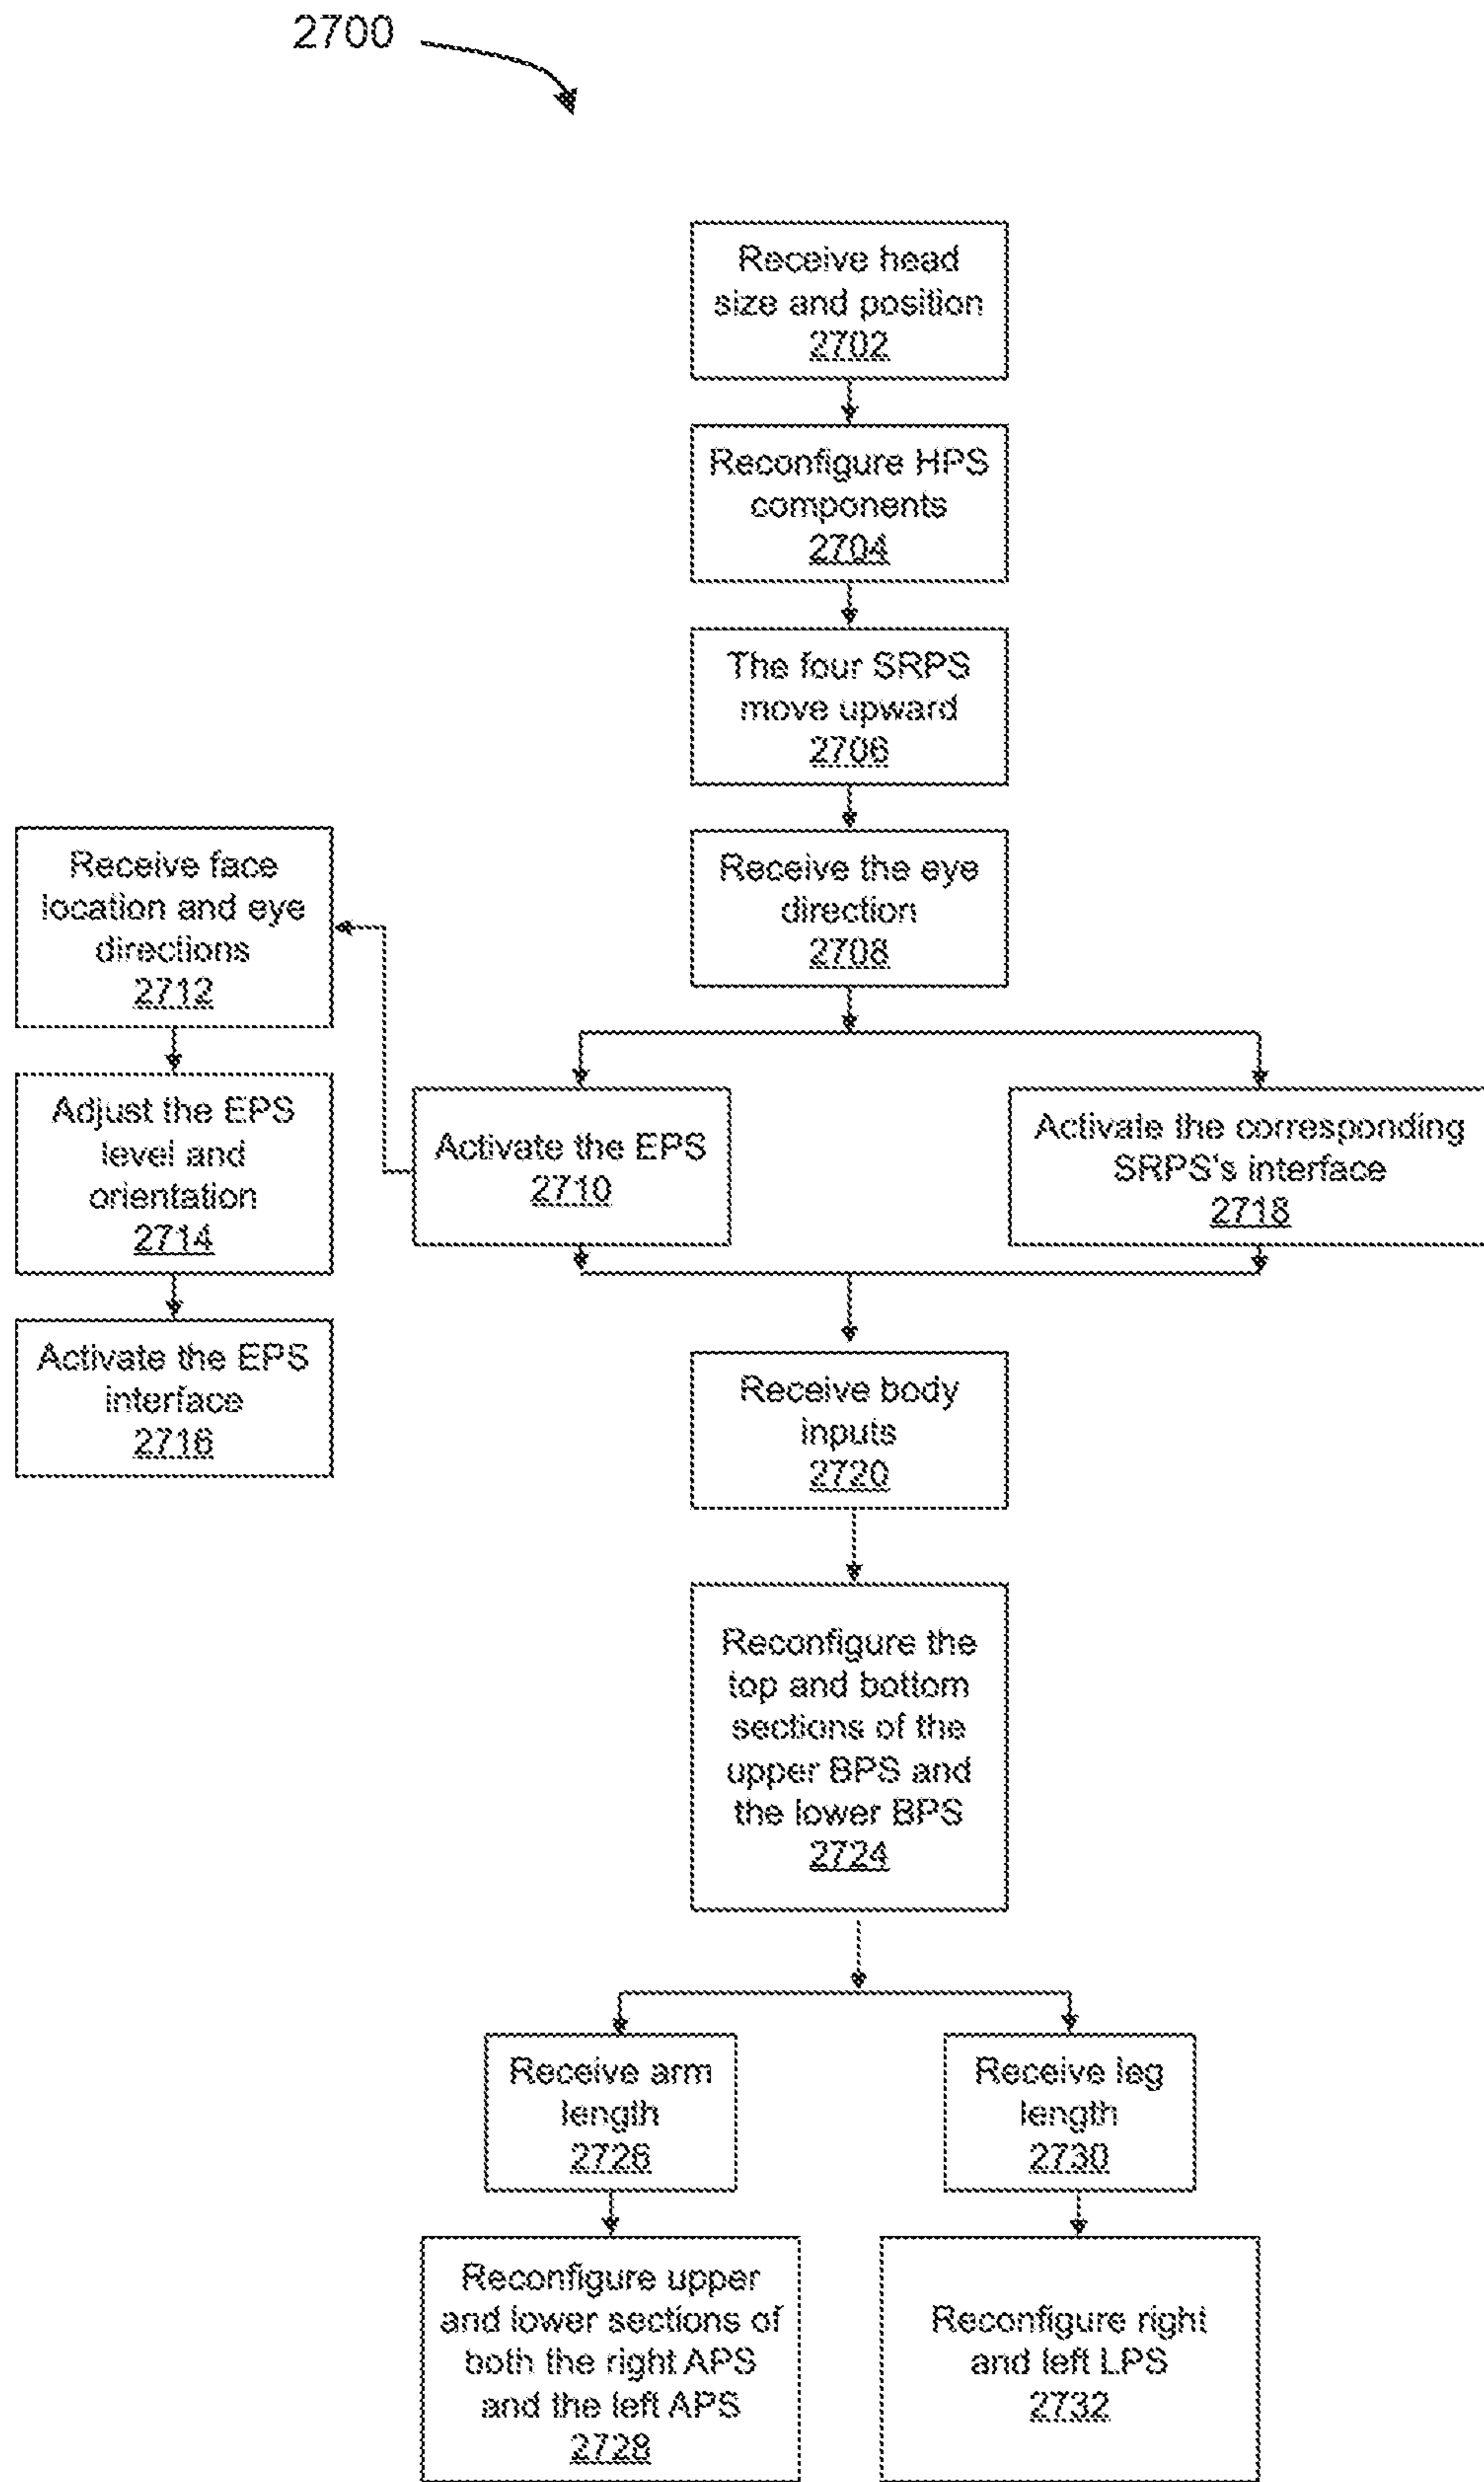 2700
Receive head
size and position
2702
Reconfigure HPS
components
2704
The four SRPS
move upward
2706
Receive the eye
direction
2708
Receive face
location and eye
directions
2712
Adjust the EPS
level and
orientation
2714
Activate the EPS
interface
2716
Activate the EPS
2710
Activate the corresponding
SRPS's interface
2718
Receive body
inputs
2720
Reconfigure the
top and bottom
sections of the
upper BPS and
the lower BPS
2724
Receive arm
length
2726
Reconfigure upper
and lower sections of
both the right APS
and the left APS
2728
Receive leg
length
2730
Reconfigure right
and left LPS
2732